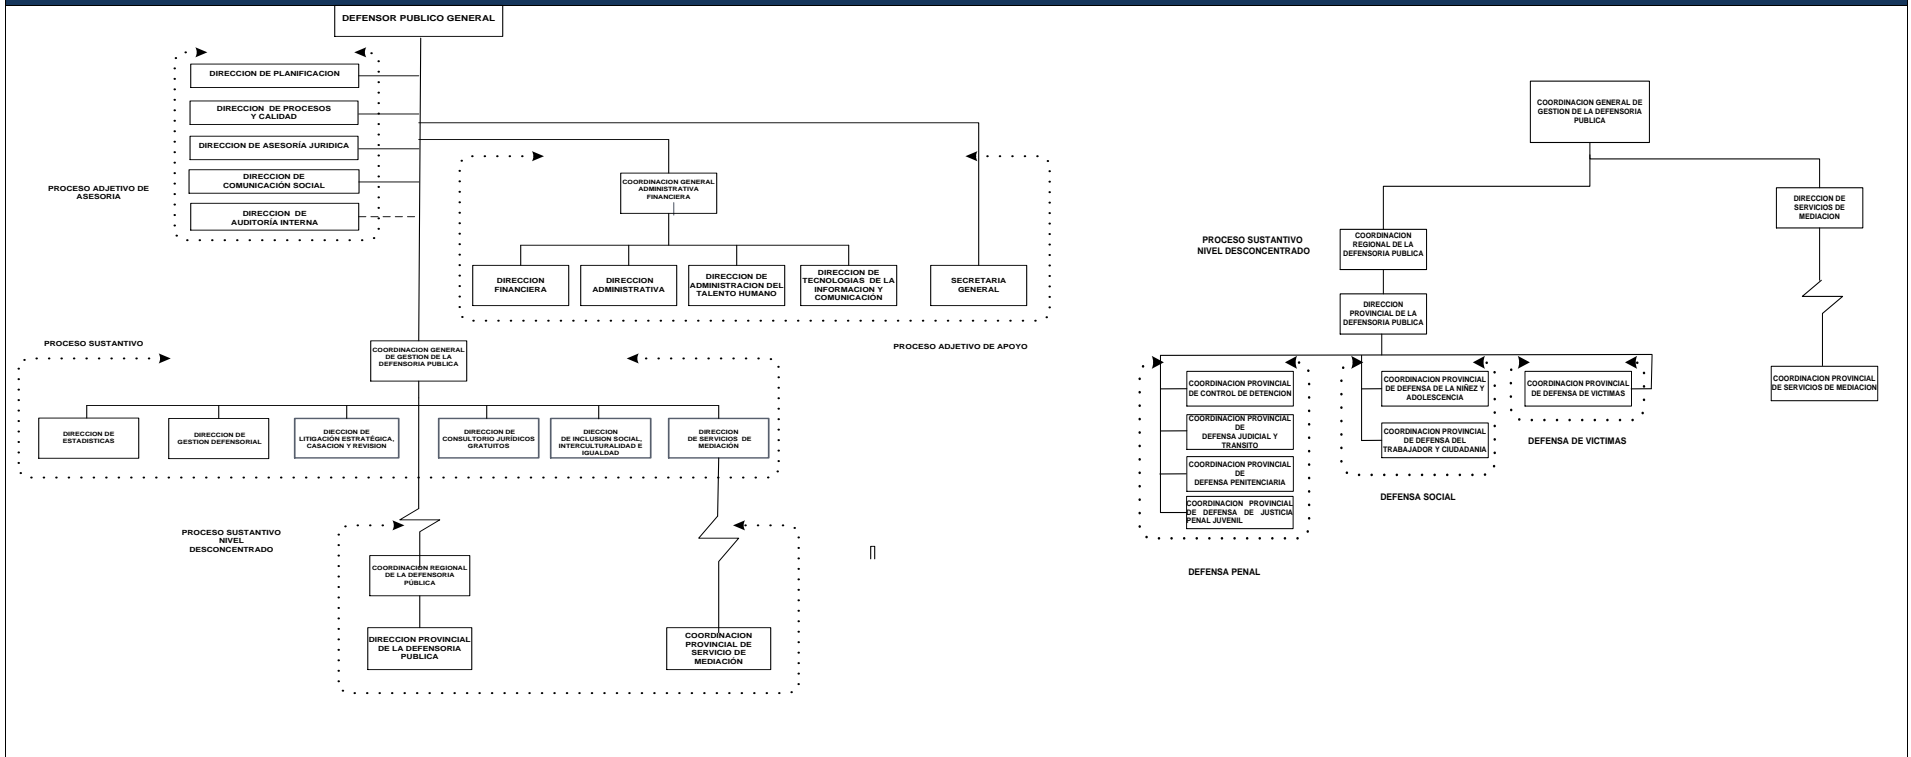 DEFENSOR PUBLICO GENERAL
DIRECCION DE PLANIFICACION
DIRECCION DE PROCESOS
Y CALIDAD
DIRECCION DE ASESORÍA JURIDICA
DIRECCION DE
COMUNICACIÓN SOCIAL
DIRECCION DE
AUDITORÍA INTERNA
PROCESO ADJETIVO DE
ASESORIA
COORDINACION GENERAL
ADMINISTRATIVA
FINANCIERA
DIRECCION
FINANCIERA
DIRECCION
ADMINISTRATIVA
DIRECCION DE
ADMINISTRACION DEL
TALENTO HUMANO
DIRECCION DE
TECNOLOGIAS DE LA
INFORMACION Y
COMUNICACIÓN
SECRETARIA
GENERAL
PROCESO ADJETIVO DE APOYO
PROCESO SUSTANTIVO
COORDINACION GENERAL
DE GESTION DE LA
DEFENSORIA PUBLICA
DIRECCION DE
ESTADISTICAS
DIRECCION DE
GESTION DEFENSORIAL
DIECCION DE
LITIGACIÓN ESTRATÉGICA,
CASACION Y REVISION
DIRECCION DE
CONSULTORIO JURÍDICOS
GRATUITOS
DIECCION
DE INCLUSION SOCIAL,
INTERCULTURALIDAD E
IGUALDAD
DIRECCION
DE SERVICIOS DE
MEDIACIÓN
PROCESO SUSTANTIVO
NIVEL
DESCONCENTRADO
COORDINACION REGIONAL
DE LA DEFENSORIA
PÚBLICA
DIRECCION PROVINCIAL
DE LA DEFENSORIA
PUBLICA
COORDINACION
PROVINCIAL DE
SERVICIO DE
MEDIACIÓN
COORDINACION GENERAL DE
GESTION DE LA DEFENSORIA
PUBLICA
DIRECCION DE
SERVICIOS DE
MEDIACION
PROCESO SUSTANTIVO
NIVEL DESCONCENTRADO
COORDINACION
REGIONAL DE LA
DEFENSORIA PUBLICA
DIRECCION
PROVINCIAL DE LA
DEFENSORIA PUBLICA
COORDINACION PROVINCIAL
DE CONTROL DE DETENCION
COORDINACION PROVINCIAL
DE
DEFENSA JUDICIAL Y
TRANSITO
COORDINACION PROVINCIAL
DE
DEFENSA PENITENCIARIA
COORDINACION PROVINCIAL
DE DEFENSA DE JUSTICIA
PENAL JUVENIL
DEFENSA PENAL
COORDINACION PROVINCIAL
DE DEFENSA DE LA NIÑEZ Y
ADOLESCENCIA
COORDINACION PROVINCIAL
DE DEFENSA DEL
TRABAJADOR Y CIUDADANIA
DEFENSA SOCIAL
COORDINACION PROVINCIAL
DE DEFENSA DE VICTIMAS
DEFENSA DE VICTIMAS
COORDINACION PROVINCIAL
DE SERVICIOS DE MEDIACION